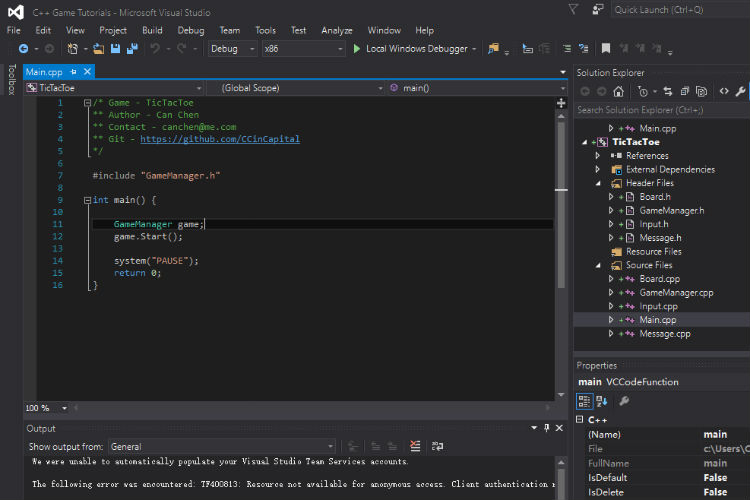 C++ Game Tutorials - Microsoft Visual Studio
Quick Launch (Ctrl+Q)
File Edit View Project Build Debug Team Tools Test Analyze Window Help
Debug x86 Local Windows Debugger
Toolbox
Main.cpp
TicTacToe (Global Scope) main()
1 /* Game - TicTacToe
2 ** Author - Can Chen
3 ** Contact - canchen@me.com
4 ** Git - https://github.com/CCinCapital
5 */
6
7 #include "GameManager.h"
8
9 int main() {
10
11 GameManager game;
12 game.Start();
13
14 system("PAUSE");
15 return 0;
16 }
100 %
Output
Show output from: General
We were unable to automatically populate your Visual Studio Team Services accounts.
The following error was encountered: TF400813: Resource not available for anonymous access. Client authentication
Solution Explorer
Search Solution Explorer (Ctrl+;)
Main.cpp
TicTacToe
References
External Dependencies
Header Files
Board.h
GameManager.h
Input.h
Message.h
Resource Files
Source Files
Board.cpp
GameManager.cpp
Input.cpp
Main.cpp
Message.cpp
Properties
main VCCodeFunction
C++
(Name) main
File c:\Users\C
FullName main
IsDefault False
IsDelete False